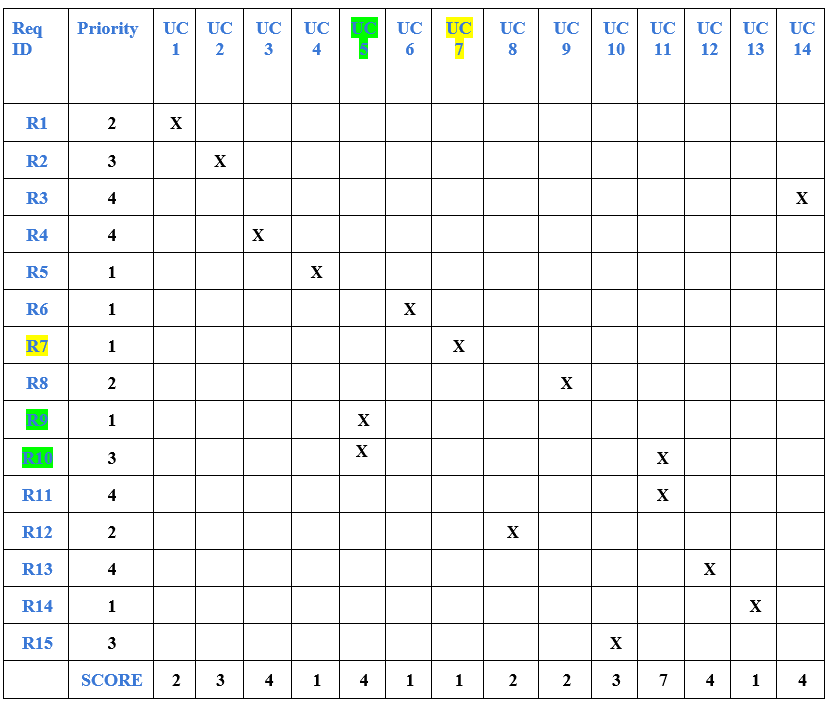 Req ID Priority UC 1 UC 2 UC 3 UC 4 UC 5 UC 6 UC 7 UC 8 UC 9 UC 10 UC 11 UC 12 UC 13 UC 14
R1 2 X
R2 3 X
R3 4 X
R4 4 X
R5 1 X
R6 1 X
R7 1 X
R8 2 X
R9 1 X
R10 3 X X
R11 4 X
R12 2 X
R13 4 X
R14 1 X
R15 3 X
SCORE 2 3 4 1 4 1 1 2 2 3 7 4 1 4